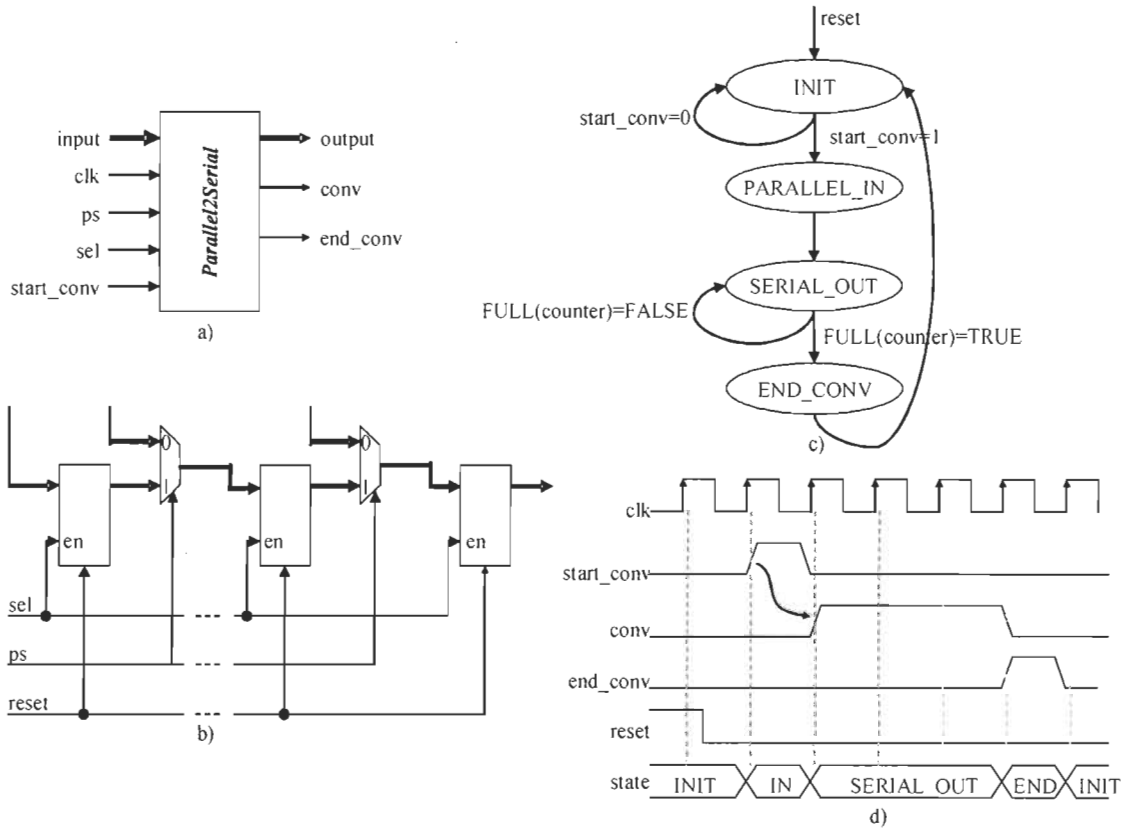 input
clk
ps
sel
start_conv
Parallel2Serial
output
conv
end_conv
a)
0
1
en
0
1
en
en
sel
ps
reset
b)
reset
INIT
start_conv=0
start_conv=1
PARALLEL_IN
SERIAL_OUT
FULL(counter)=FALSE
FULL(counter)=TRUE
END_CONV
c)
clk
start_conv
conv
end_conv
reset
state
INIT
IN
SERIAL OUT
END
INIT
d)